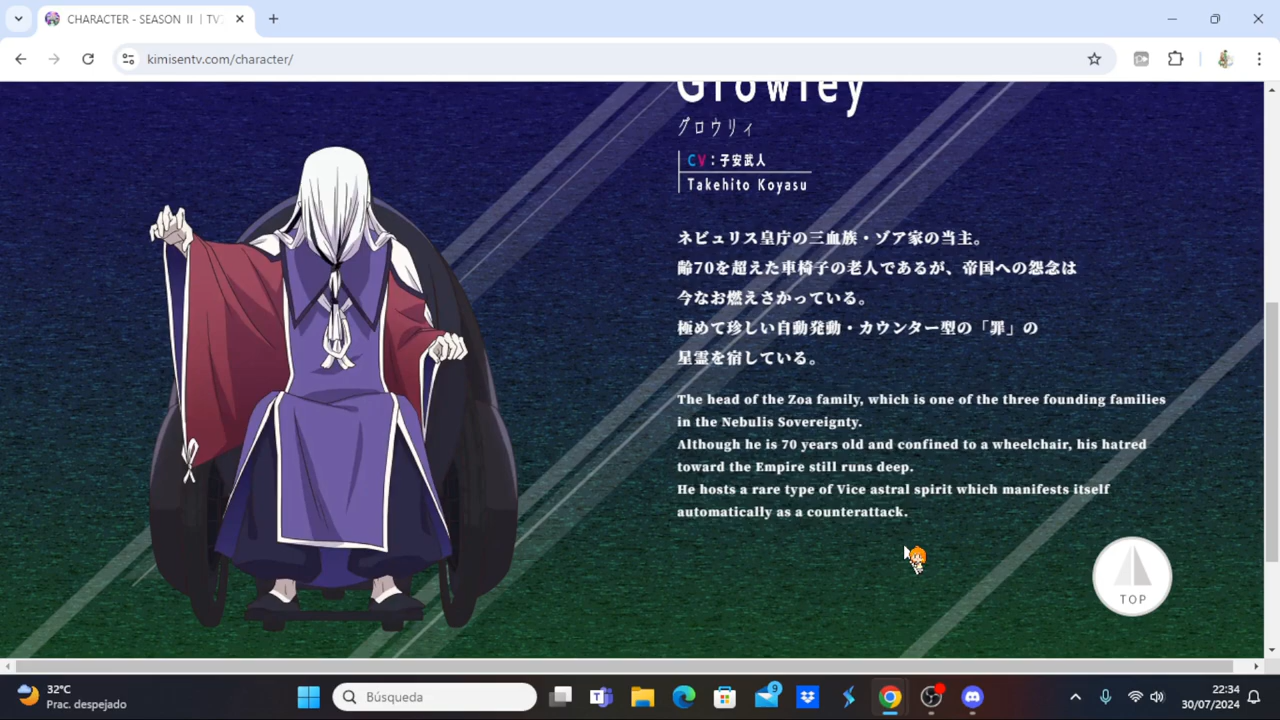 CHARACTER - SEASON Ⅱ | TV
kimisentv.com/character/
Growley
グロウリィ
CV:子安武人
Takehito Koyasu
ネビュリス皇庁の三血族・ゾア家の当主。
齢70を超えた車椅子の老人であるが、帝国への怨念は
今なお燃えさかっている。
極めて珍しい自動発動・カウンター型の「罪」の
星霊を宿している。
The head of the Zoa family, which is one of the three founding families
in the Nebulis Sovereignty.
Although he is 70 years old and confined to a wheelchair, his hatred
toward the Empire still runs deep.
He hosts a rare type of Vice astral spirit which manifests itself
automatically as a counterattack.
TOP
32°C
Prac. despejado
Búsqueda
9
22:34
30/07/2024